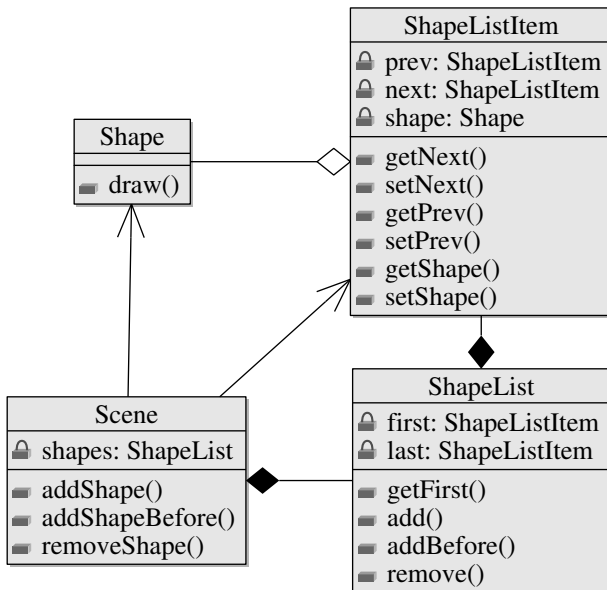 ShapeListItem
prev: ShapeListItem
next: ShapeListItem
shape: Shape
getNext()
setNext()
getPrev()
setPrev()
getShape()
setShape()
Shape
draw()
Scene
shapes: ShapeList
addShape()
addShapeBefore()
removeShape()
ShapeList
first: ShapeListItem
last: ShapeListItem
getFirst()
add()
addBefore()
remove()